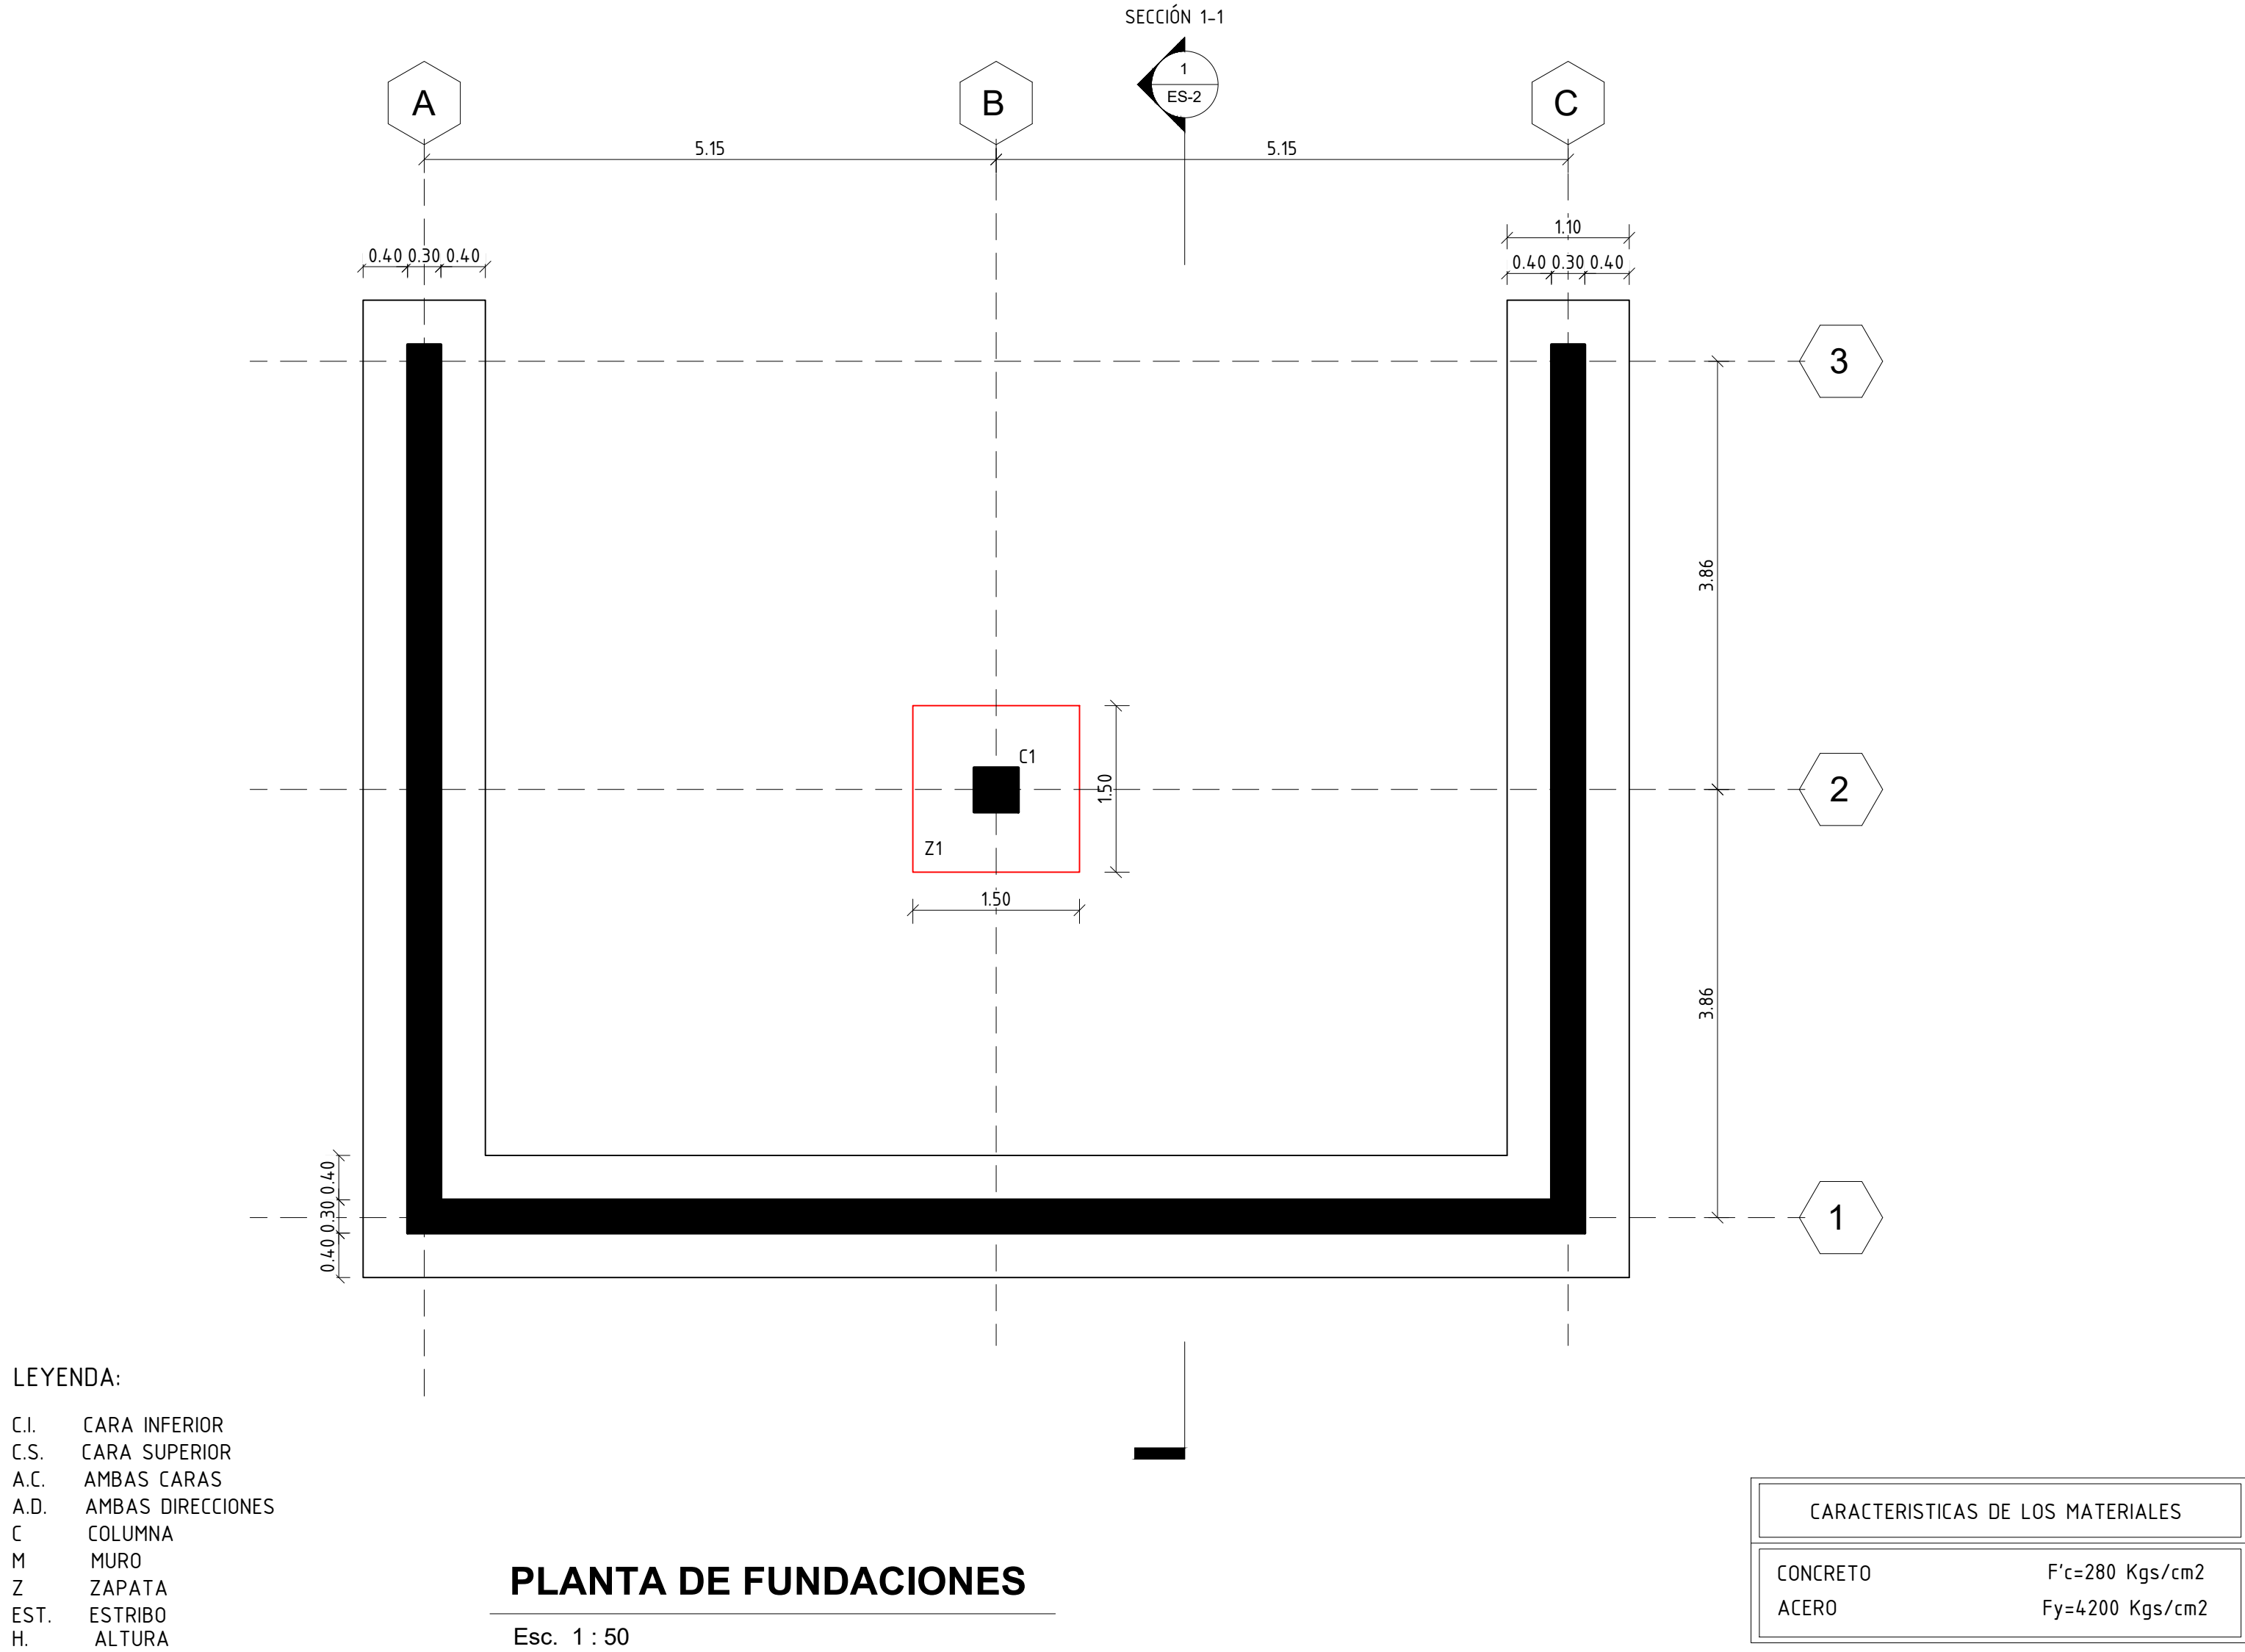 SECCIÓN 1-1
1
ES-2
A
B
C
5.15
5.15
1.10
0.40 0.30 0.40
0.40 0.30 0.40
3
3.86
C1
1.50
2
Z1
1.50
3.86
0.40
0.30
0.40
1
LEYENDA:
C.I. CARA INFERIOR
C.S. CARA SUPERIOR
A.C. AMBAS CARAS
A.D. AMBAS DIRECCIONES
C COLUMNA
M MURO
Z ZAPATA
EST. ESTRIBO
H. ALTURA
PLANTA DE FUNDACIONES
Esc. 1 : 50
CARACTERISTICAS DE LOS MATERIALES
CONCRETO F'c=280 Kgs/cm2
ACERO Fy=4200 Kgs/cm2